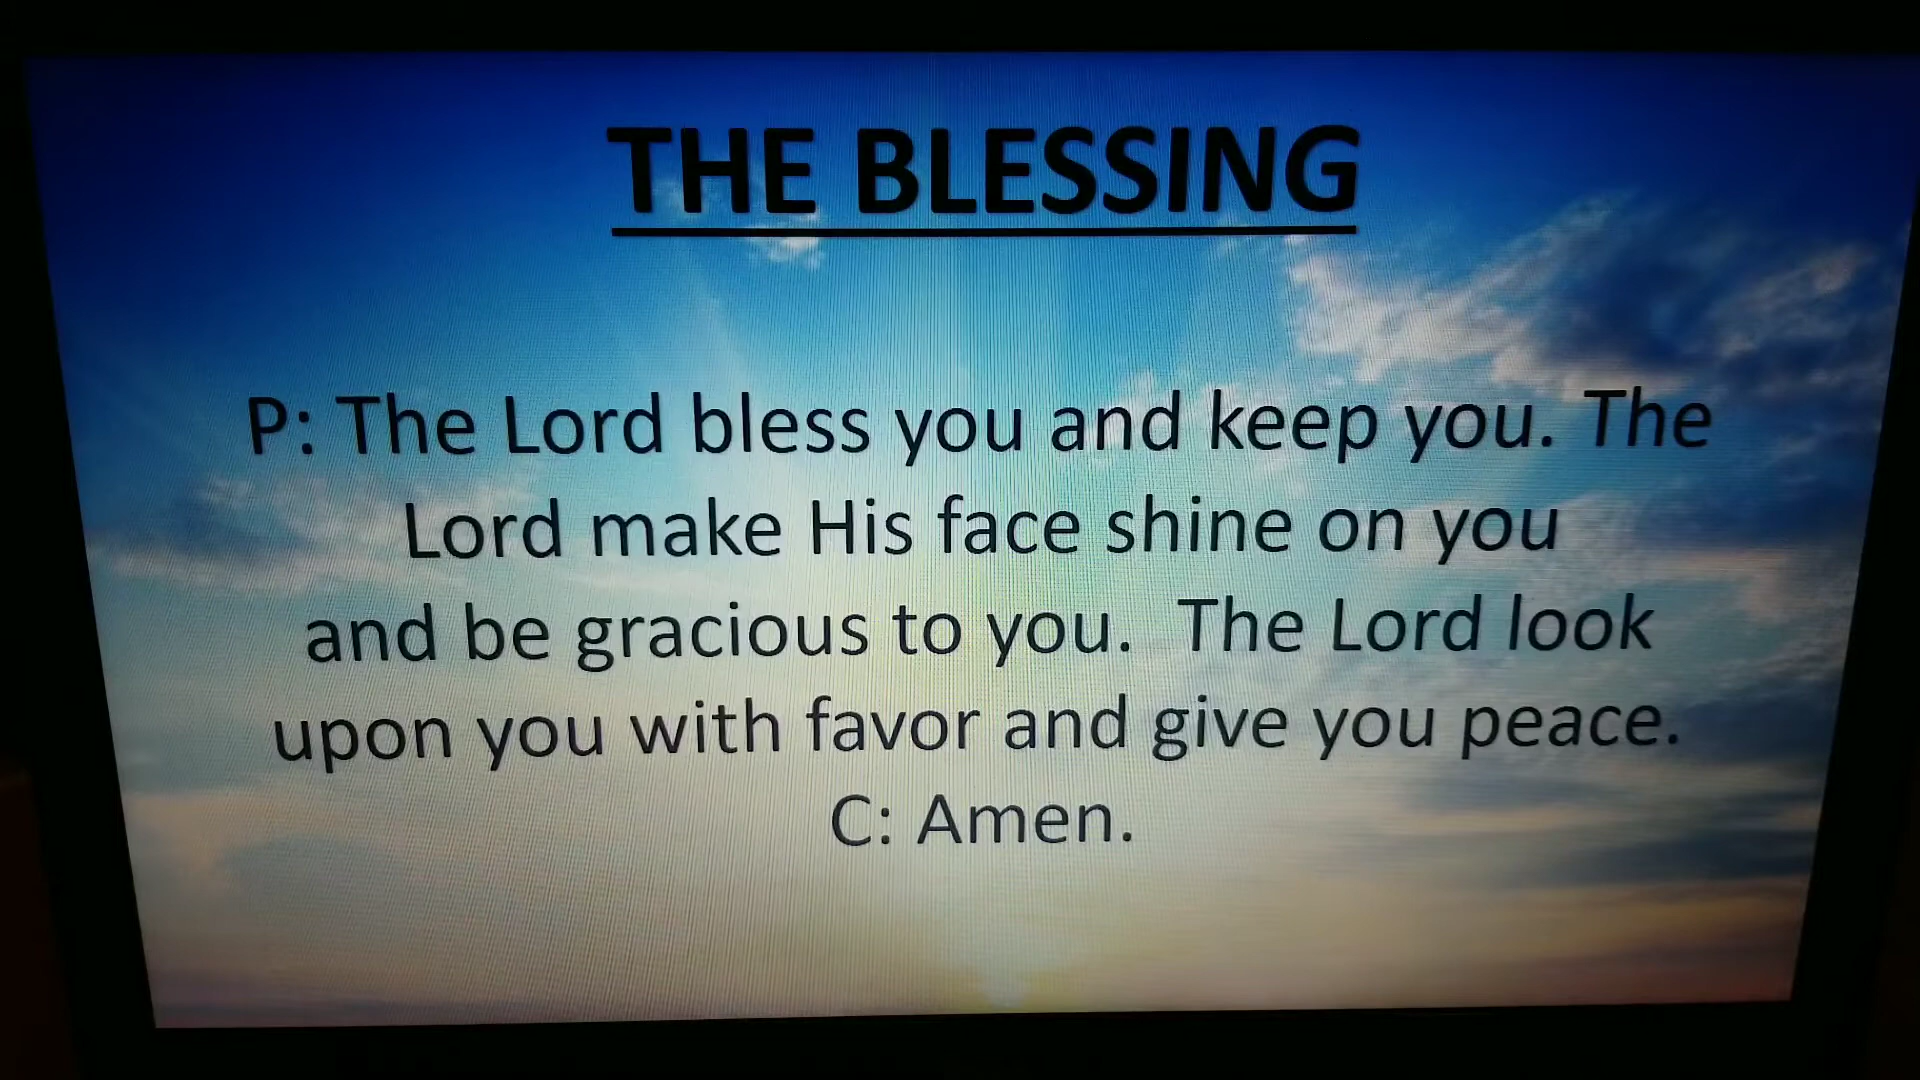 THE BLESSING
P: The Lord bless you and keep you. The
Lord make His face shine on you
and be gracious to you.  The Lord look
upon you with favor and give you peace.
C: Amen.